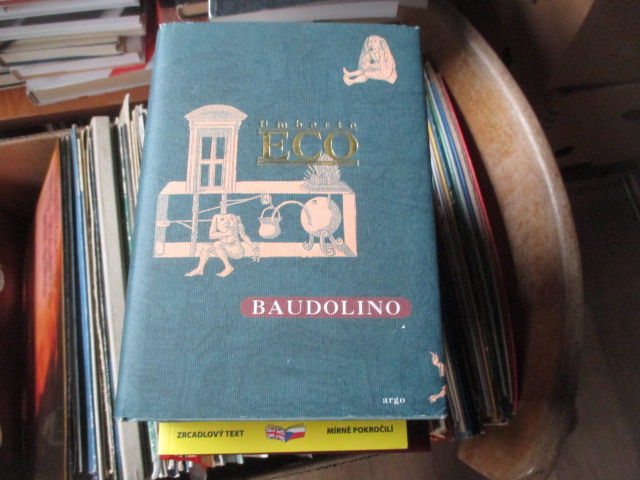 Umberto
ECO
BAUDOLINO
argo
ZRCADLOVÝ TEXT
MÍRNĚ POKROČILÍ